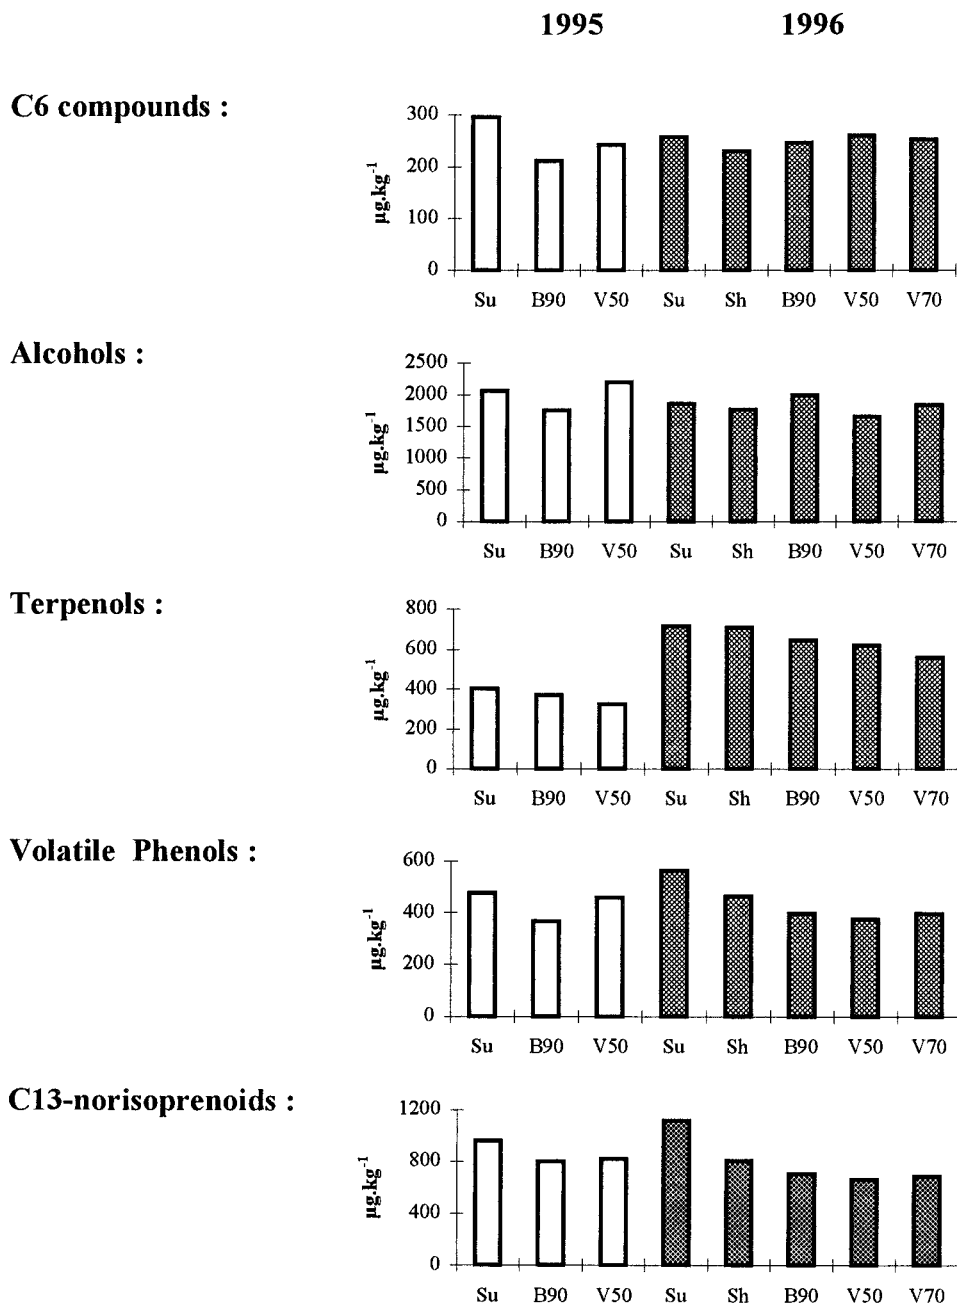 1995 1996
C6 compounds :
300
200
100
0
µg.kg-1
Su B90 V50 Su Sh B90 V50 V70
Alcohols :
2500
2000
1500
1000
500
0
µg.kg-1
Su B90 V50 Su Sh B90 V50 V70
Terpenols :
800
600
400
200
0
µg.kg-1
Su B90 V50 Su Sh B90 V50 V70
Volatile Phenols :
600
400
200
0
µg.kg-1
Su B90 V50 Su Sh B90 V50 V70
C13-norisoprenoids :
1200
800
400
0
µg.kg-1
Su B90 V50 Su Sh B90 V50 V70